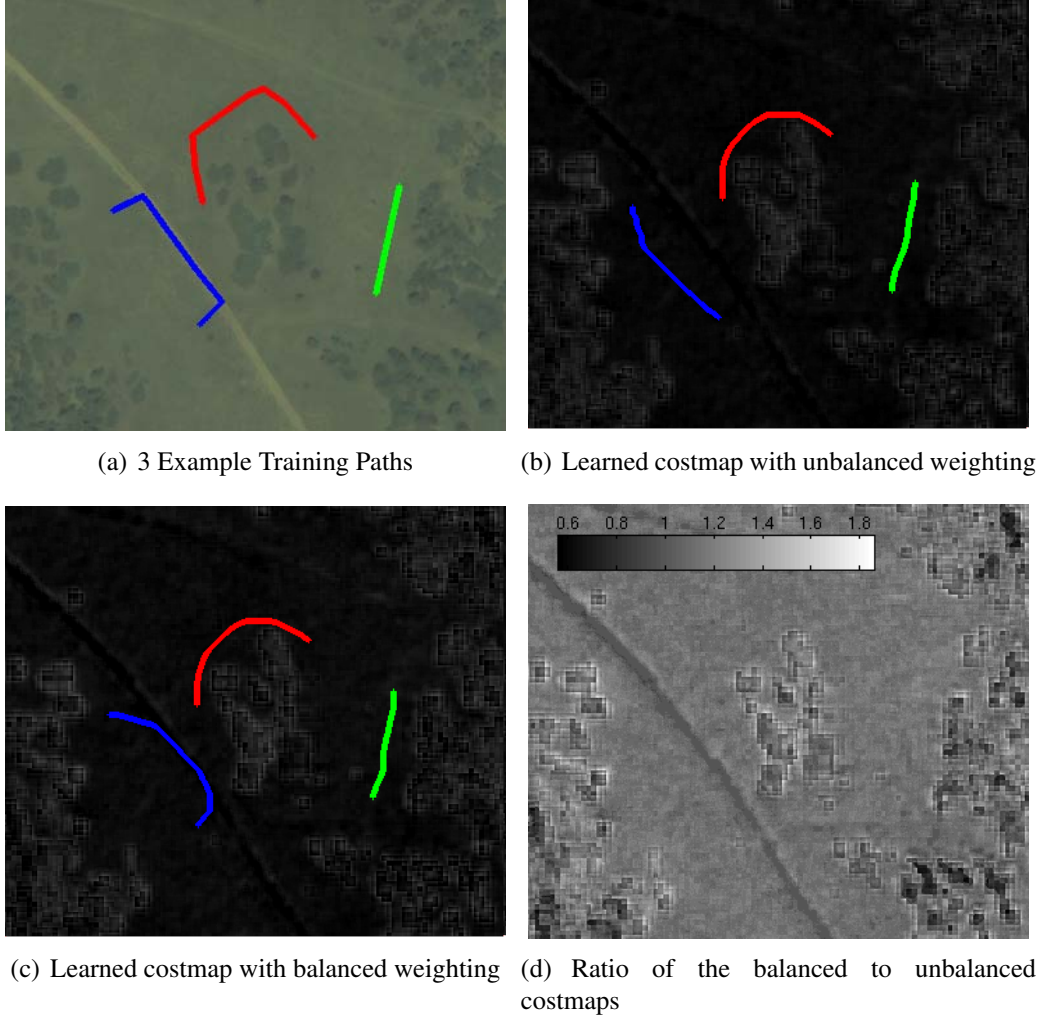 (a) 3 Example Training Paths
(b) Learned costmap with unbalanced weighting
0.6 0.8 1 1.2 1.4 1.6 1.8
(c) Learned costmap with balanced weighting
(d) Ratio of the balanced to unbalanced
costmaps